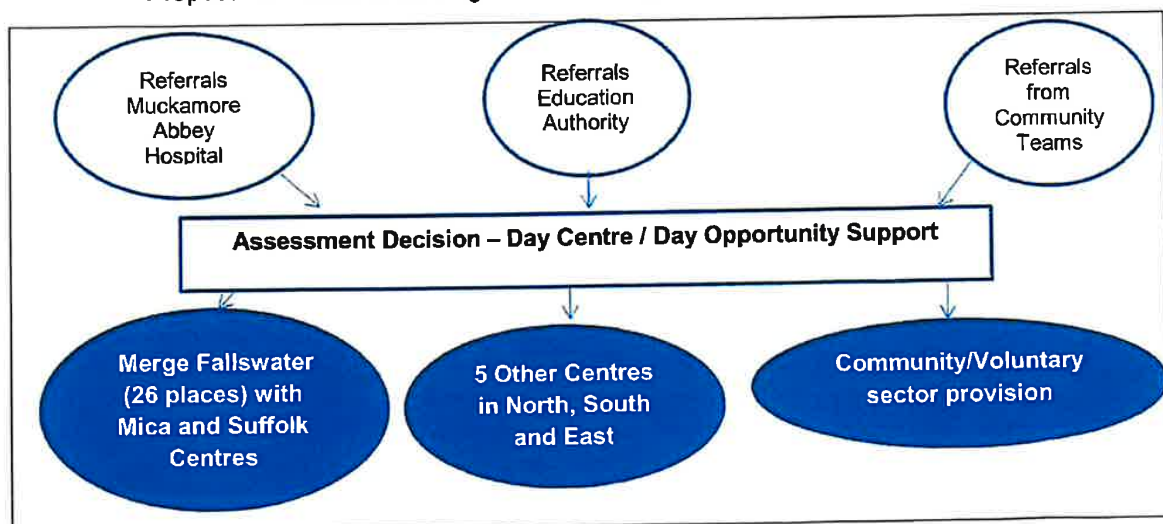 Referrals
Muckamore
Abbey
Hospital
Referrals
Education
Authority
Referrals
from
Community
Teams
Assessment Decision – Day Centre / Day Opportunity Support
Merge Fallswater
(26 places) with
Mica and Suffolk
Centres
5 Other Centres
in North, South
and East
Community/Voluntary
sector provision